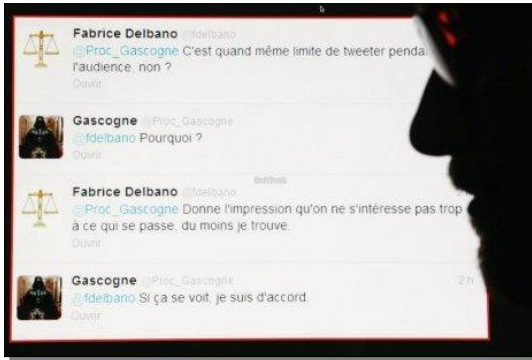 Fabrice Delbano @fdelbano
@Proc_Gascogne C'est quand même limite de tweeter penda
l'audience, non ?
Ouvrir
Gascogne @Proc_Gascogne
@fdelbano Pourquoi ?
Ouvrir
Fabrice Delbano @fdelbano
@Proc_Gascogne Donne l'impression qu'on ne s'intéresse pas trop
à ce qui se passe, du moins je trouve.
Ouvrir
Gascogne @Proc_Gascogne 2 h
@fdelbano Si ça se voit, je suis d'accord.
Ouvrir